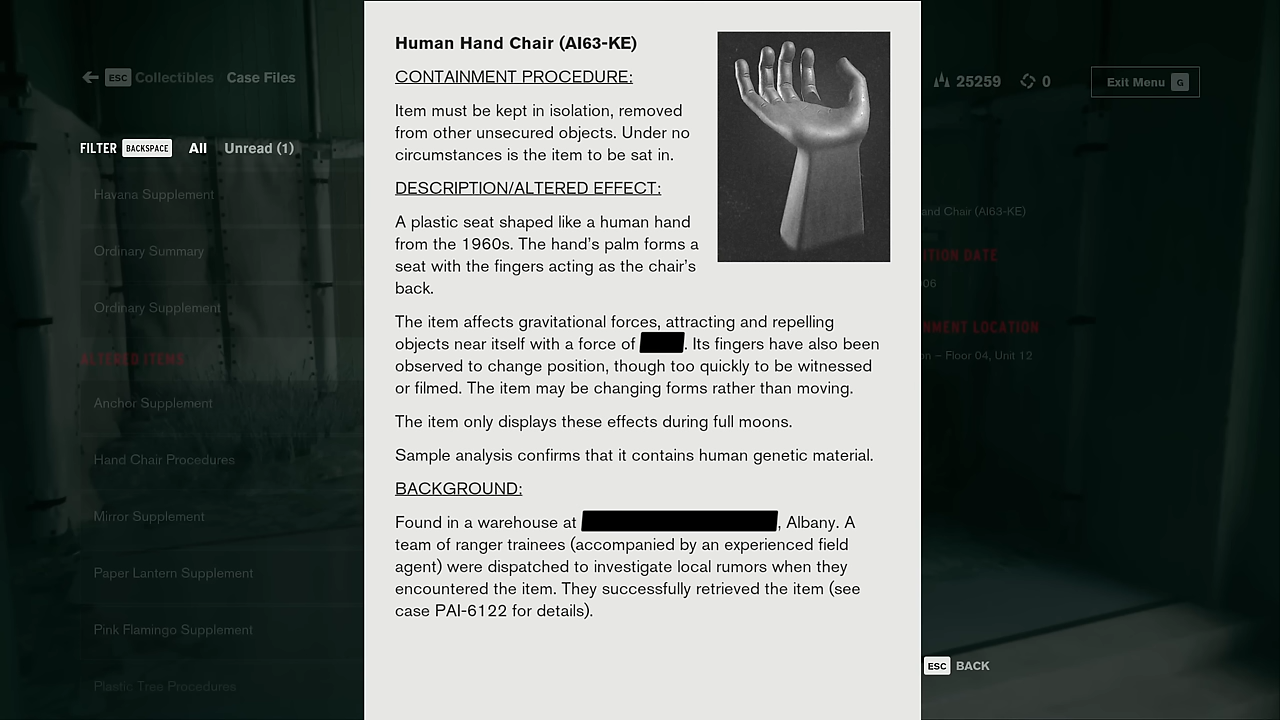 Human Hand Chair (AI63-KE)
CONTAINMENT PROCEDURE:
Item must be kept in isolation, removed
from other unsecured objects. Under no
circumstances is the item to be sat in.
DESCRIPTION/ALTERED EFFECT:
A plastic seat shaped like a human hand
from the 1960s. The hand's palm forms a
seat with the fingers acting as the chair's
back.
The item affects gravitational forces, attracting and repelling
objects near itself with a force of . Its fingers have also been
observed to change position, though too quickly to be witnessed
or filmed. The item may be changing forms rather than moving.
The item only displays these effects during full moons.
Sample analysis confirms that it contains human genetic material.
BACKGROUND:
Found in a warehouse at , Albany. A
team of ranger trainees (accompanied by an experienced field
agent) were dispatched to investigate local rumors when they
encountered the item. They successfully retrieved the item (see
case PAI-6122 for details).
ESC Collectibles Case Files
FILTER BACKSPACE All Unread (1)
Havana Supplement
Ordinary Summary
Ordinary Supplement
ALTERED ITEMS
Anchor Supplement
Hand Chair Procedures
Mirror Supplement
Paper Lantern Supplement
Pink Flamingo Supplement
Plastic Tree Procedures
25259 0
Exit Menu G
and Chair (AI63-KE)
ITION DATE
06
NMENT LOCATION
on – Floor 04, Unit 12
ESC BACK